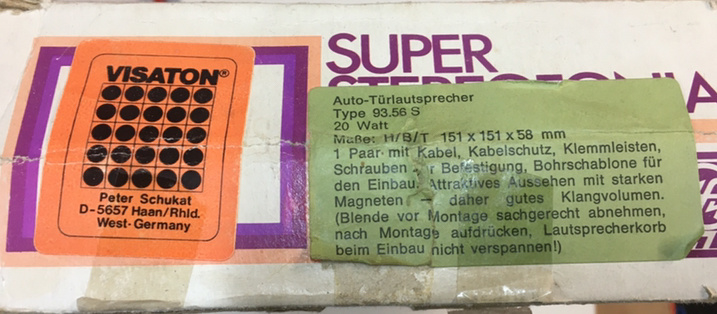 VISATON®
Peter Schukat
D-5657 Haan/Rhld.
West-Germany
SUPER
STEREOFONIA
Auto-Türlautsprecher
Type 93.56 S
20 Watt
Maße: H/B/T 151 x 151 x 58 mm
1 Paar mit Kabel, Kabelschutz, Klemmleisten,
Schrauben Befestigung, Bohrschablone für
den Einbau. Attraktives Aussehen mit starken
Magneten daher gutes Klangvolumen.
(Blende vor Montage sachgerecht abnehmen,
nach Montage aufdrücken, Lautsprecherkorb
beim Einbau nicht verspannen!)